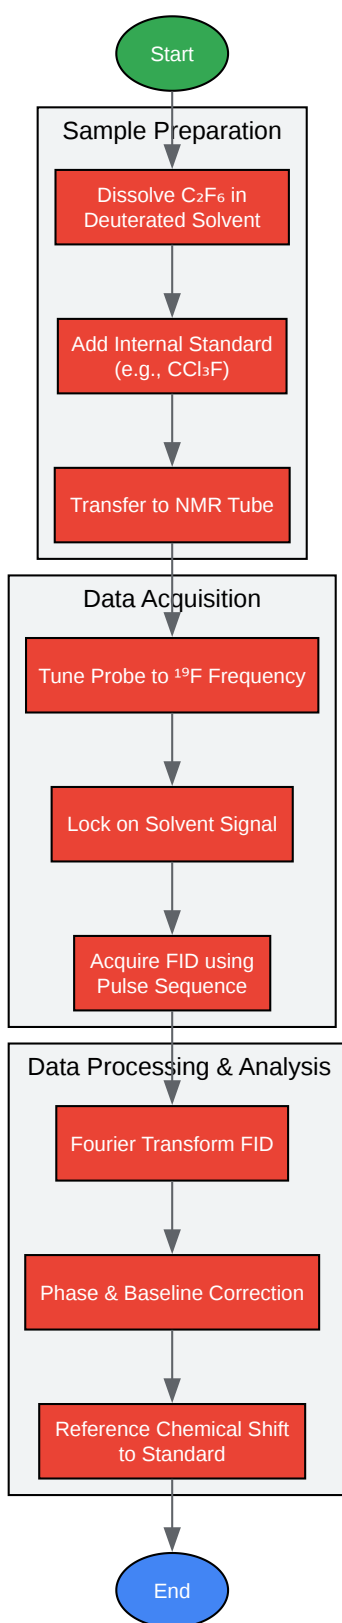 Start
Sample Preparation
Dissolve C₂F₆ in
Deuterated Solvent
Add Internal Standard
(e.g., CCl₃F)
Transfer to NMR Tube
Data Acquisition
Tune Probe to ¹⁹F Frequency
Lock on Solvent Signal
Acquire FID using
Pulse Sequence
Data Processing & Analysis
Fourier Transform FID
Phase & Baseline Correction
Reference Chemical Shift
to Standard
End